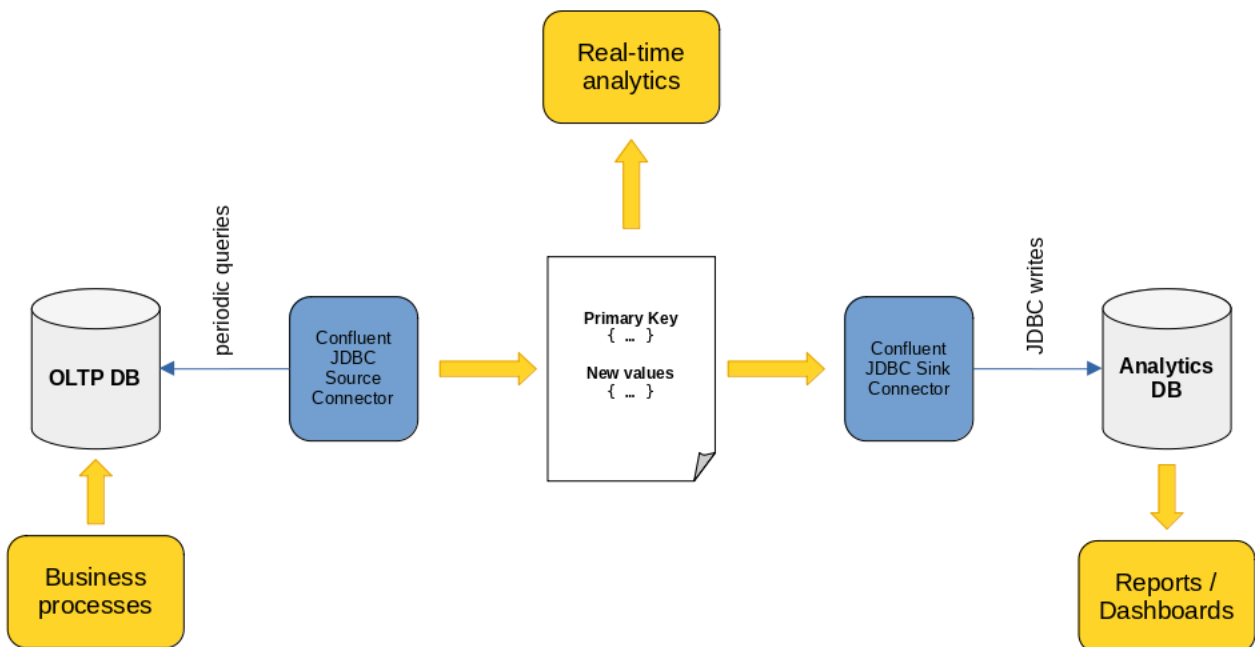 Real-time
analytics
periodic queries
JDBC writes
OLTP DB
Confluent
JDBC
Source
Connector
Primary Key
{ … }
New values
{ … }
Confluent
JDBC Sink
Connector
Analytics
DB
Business
processes
Reports /
Dashboards